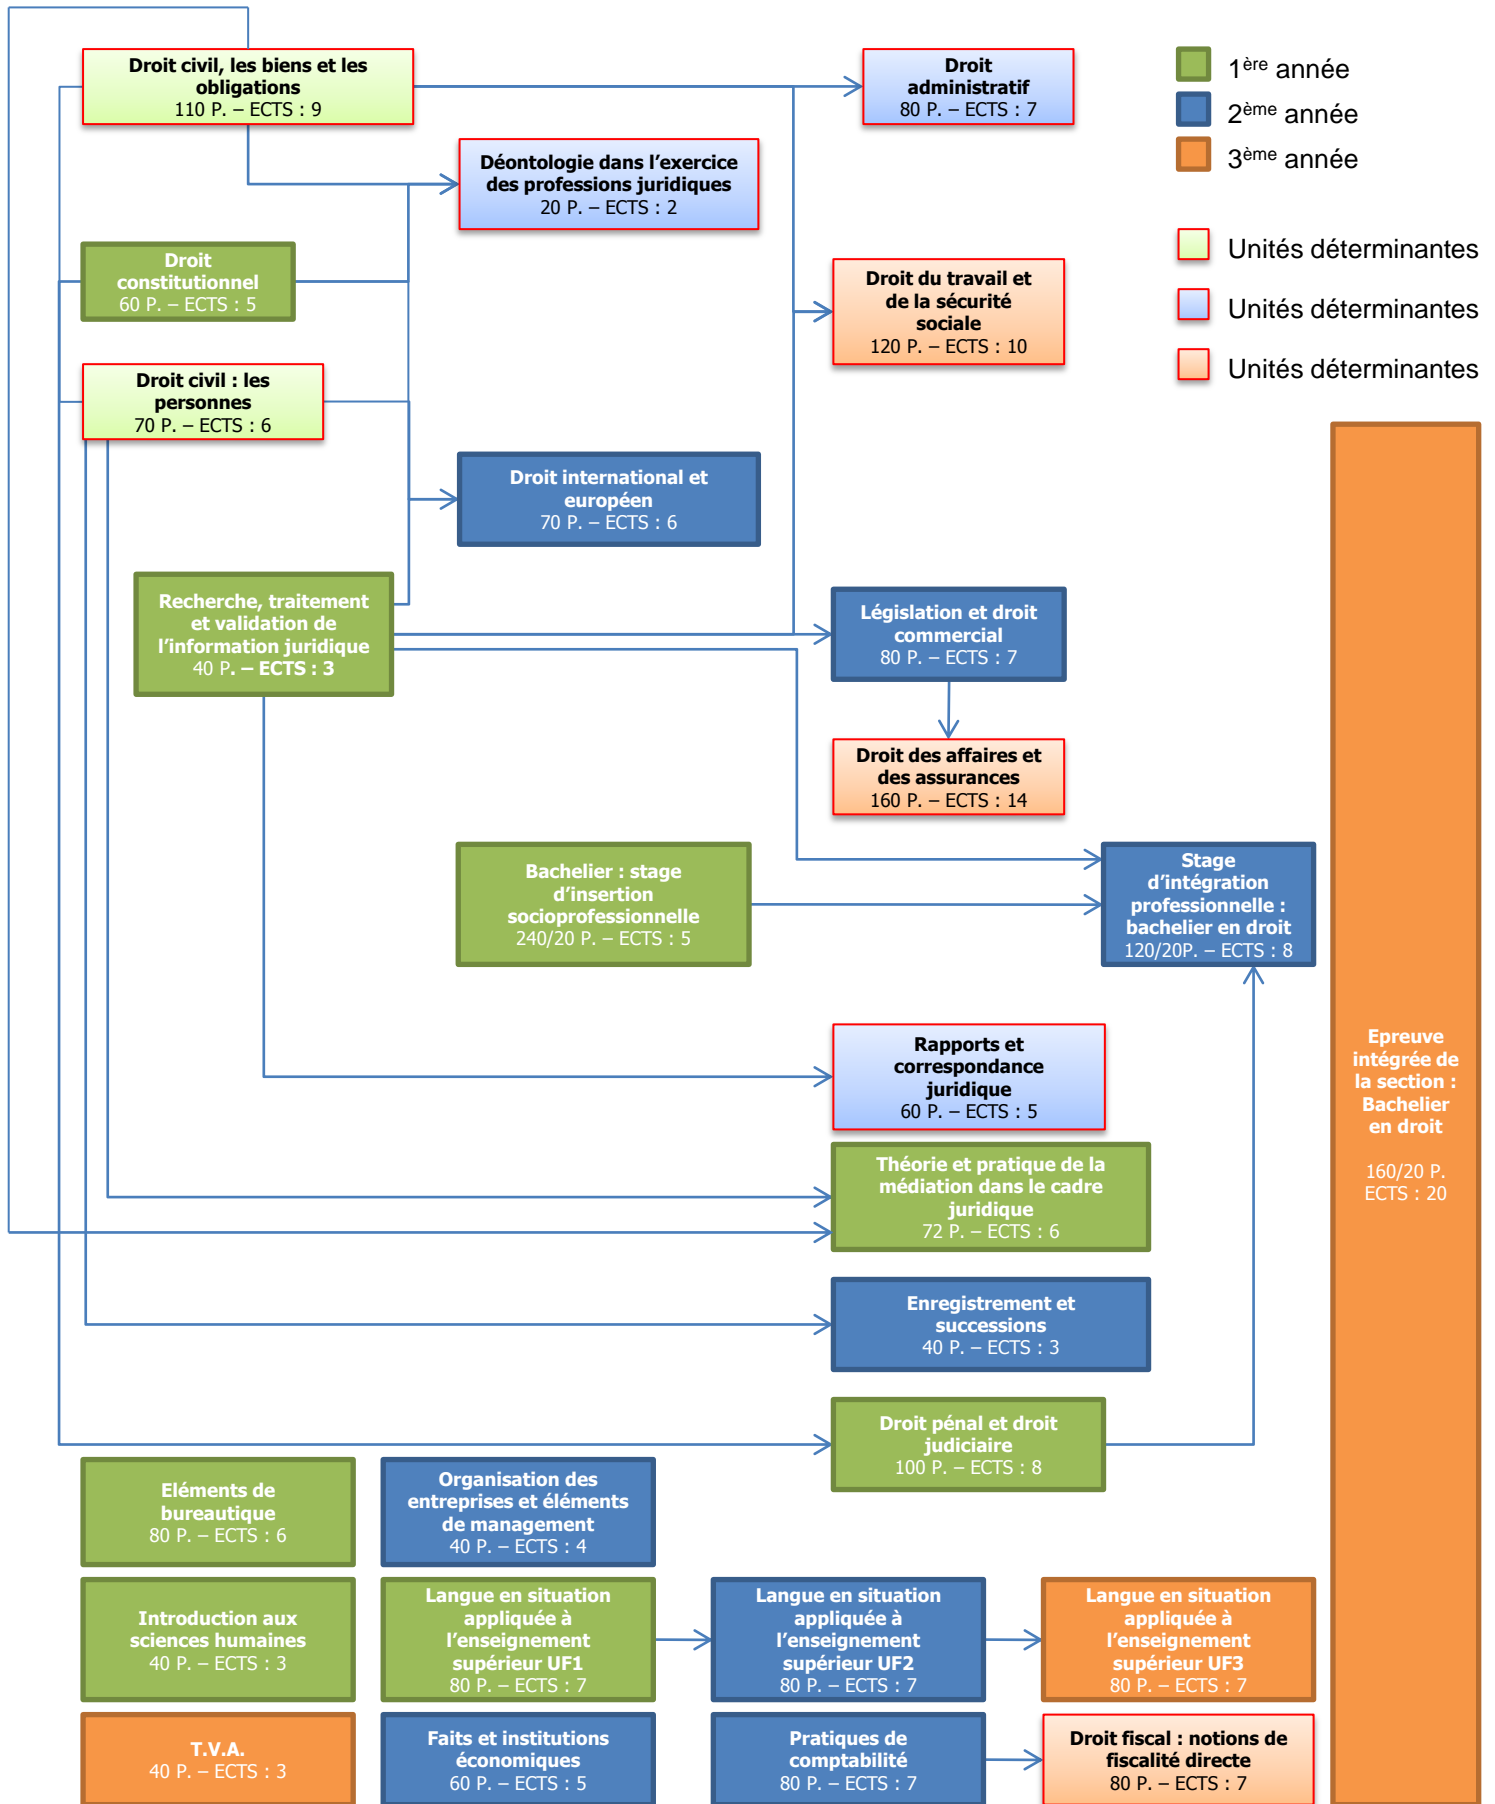 Droit civil, les biens et les
obligations
110 P. – ECTS : 9
Droit
administratif
80 P. – ECTS : 7
1ère année
2ème année
3ème année
Déontologie dans l’exercice
des professions juridiques
20 P. – ECTS : 2
Unités déterminantes
Unités déterminantes
Unités déterminantes
Droit
constitutionnel
60 P. – ECTS : 5
Droit du travail et
de la sécurité
sociale
120 P. – ECTS : 10
Droit civil : les
personnes
70 P. – ECTS : 6
Droit international et
européen
70 P. – ECTS : 6
Recherche, traitement
et validation de
l’information juridique
40 P. – ECTS : 3
Législation et droit
commercial
80 P. – ECTS : 7
Droit des affaires et
des assurances
160 P. – ECTS : 14
Bachelier : stage
d’insertion
socioprofessionnelle
240/20 P. – ECTS : 5
Stage
d’intégration
professionnelle :
bachelier en droit
120/20P. – ECTS : 8
Rapports et
correspondance
juridique
60 P. – ECTS : 5
Epreuve
intégrée de
la section :
Bachelier
en droit
160/20 P.
ECTS : 20
Théorie et pratique de la
médiation dans le cadre
juridique
72 P. – ECTS : 6
Enregistrement et
successions
40 P. – ECTS : 3
Droit pénal et droit
judiciaire
100 P. – ECTS : 8
Eléments de
bureautique
80 P. – ECTS : 6
Organisation des
entreprises et éléments
de management
40 P. – ECTS : 4
Introduction aux
sciences humaines
40 P. – ECTS : 3
Langue en situation
appliquée à
l’enseignement
supérieur UF1
80 P. – ECTS : 7
Langue en situation
appliquée à
l’enseignement
supérieur UF2
80 P. – ECTS : 7
Langue en situation
appliquée à
l’enseignement
supérieur UF3
80 P. – ECTS : 7
T.V.A.
40 P. – ECTS : 3
Faits et institutions
économiques
60 P. – ECTS : 5
Pratiques de
comptabilité
80 P. – ECTS : 7
Droit fiscal : notions de
fiscalité directe
80 P. – ECTS : 7